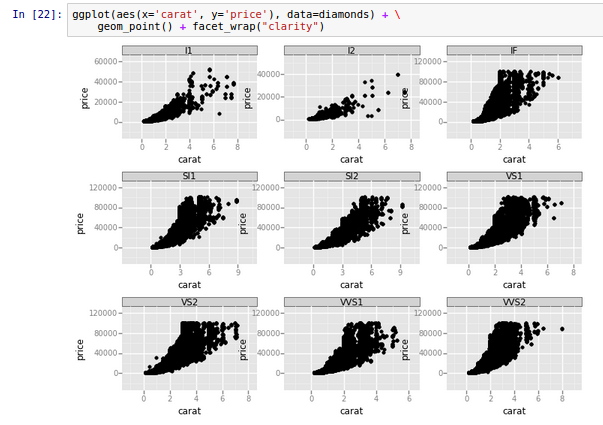 In [22]: ggplot(aes(x='carat', y='price'), data=diamonds) + \
geom_point() + facet_wrap("clarity")
I1 I2 IF
60000 40000 120000
40000 20000 80000
20000 0 40000
0 0
price price price
0 2 4 6 8 0 2 4 6 8 0 2 4 6
carat carat carat
SI1 SI2 VS1
120000 120000 120000
80000 80000 80000
40000 40000 40000
0 0 0
price price price
0 3 6 9 0 3 6 9 0 2 4 6 8
carat carat carat
VS2 VVS1 VVS2
120000 120000 120000
80000 80000 80000
40000 40000 40000
0 0 0
price price price
0 2 4 6 8 0 2 4 6 0 2 4 6 8
carat carat carat